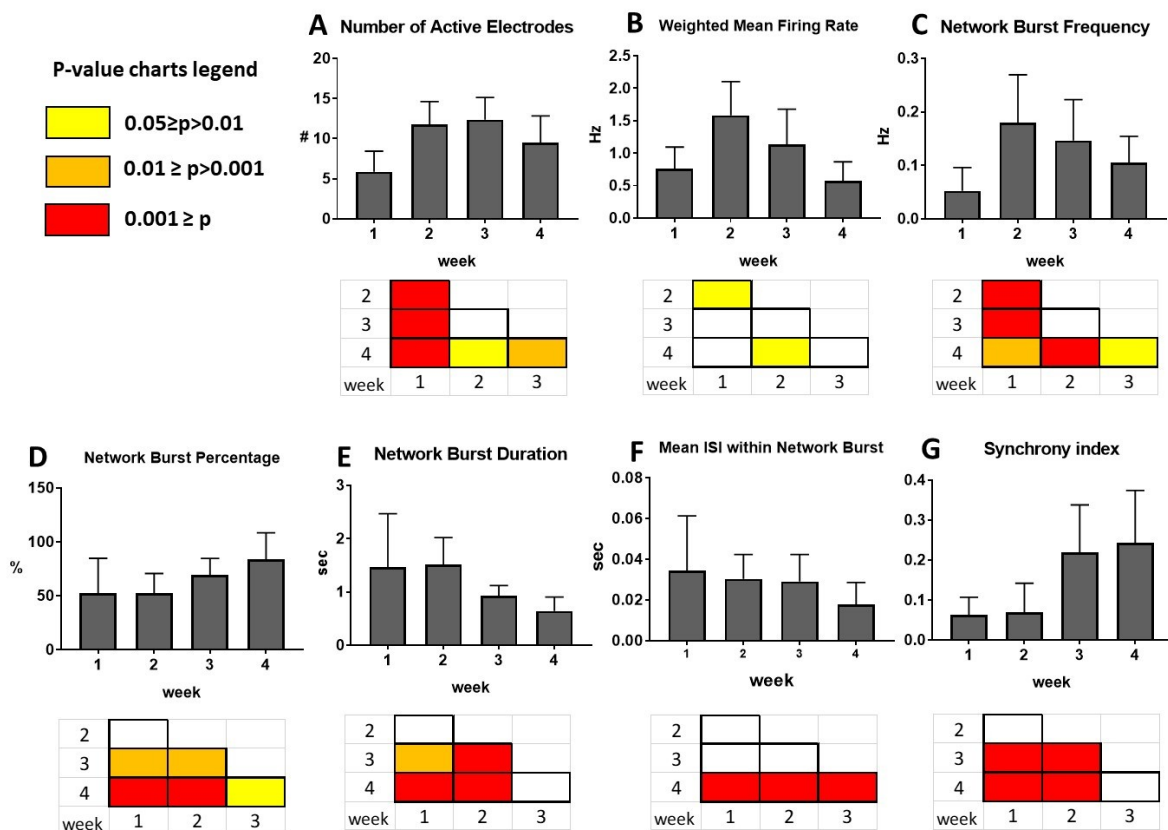 P-value charts legend
0.05≥p>0.01
0.01 ≥ p>0.001
0.001 ≥ p
A Number of Active Electrodes
20
15
10
5
0
#
1 2 3 4
week
2
3
4
week 1 2 3
B Weighted Mean Firing Rate
2.5
2.0
1.5
1.0
0.5
0.0
Hz
1 2 3 4
week
2
3
4
week 1 2 3
C Network Burst Frequency
0.3
0.2
0.1
0.0
Hz
1 2 3 4
week
2
3
4
week 1 2 3
D Network Burst Percentage
150
100
50
0
%
1 2 3 4
week
2
3
4
week 1 2 3
E Network Burst Duration
3
2
1
0
sec
1 2 3 4
week
2
3
4
week 1 2 3
F Mean ISI within Network Burst
0.08
0.06
0.04
0.02
0.00
sec
1 2 3 4
week
2
3
4
week 1 2 3
G Synchrony index
0.4
0.3
0.2
0.1
0.0
1 2 3 4
week
2
3
4
week 1 2 3